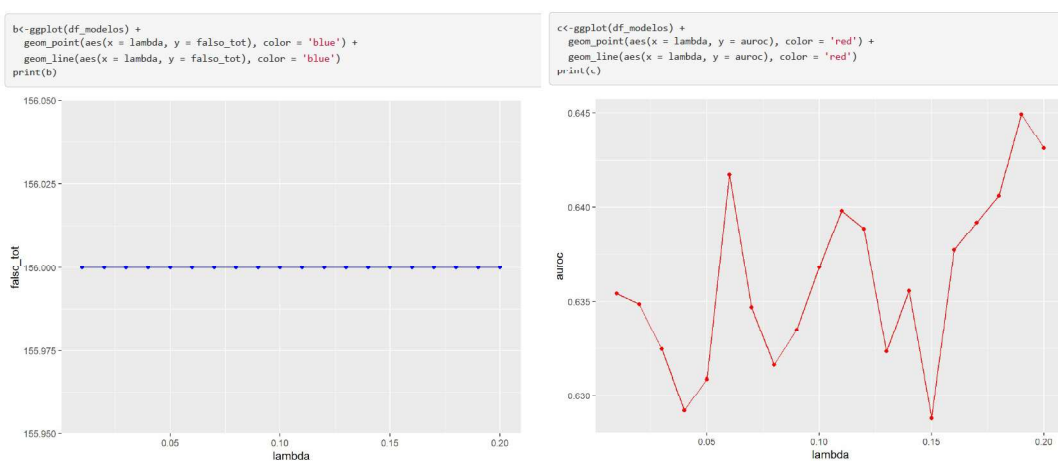 b<-ggplot(df_modelos) +
geom_point(aes(x = lambda, y = falso_tot), color = 'blue') +
geom_line(aes(x = lambda, y = falso_tot), color = 'blue')
print(b)
156.050
156.025
156.000
155.975
155.950
falsc_tot
0.05 0.10 0.15 0.20
lambda
c<-ggplot(df_modelos) +
geom_point(aes(x = lambda, y = auroc), color = 'red') +
geom_line(aes(x = lambda, y = auroc), color = 'red')
print(c)
0.645
0.640
0.635
0.630
auroc
0.05 0.10 0.15 0.20
lambda